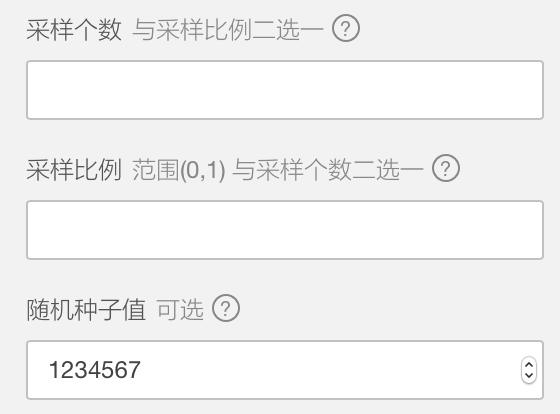 采样个数 与采样比例二选一 ?
采样比例 范围(0,1) 与采样个数二选一 ?
随机种子值 可选 ?
1234567